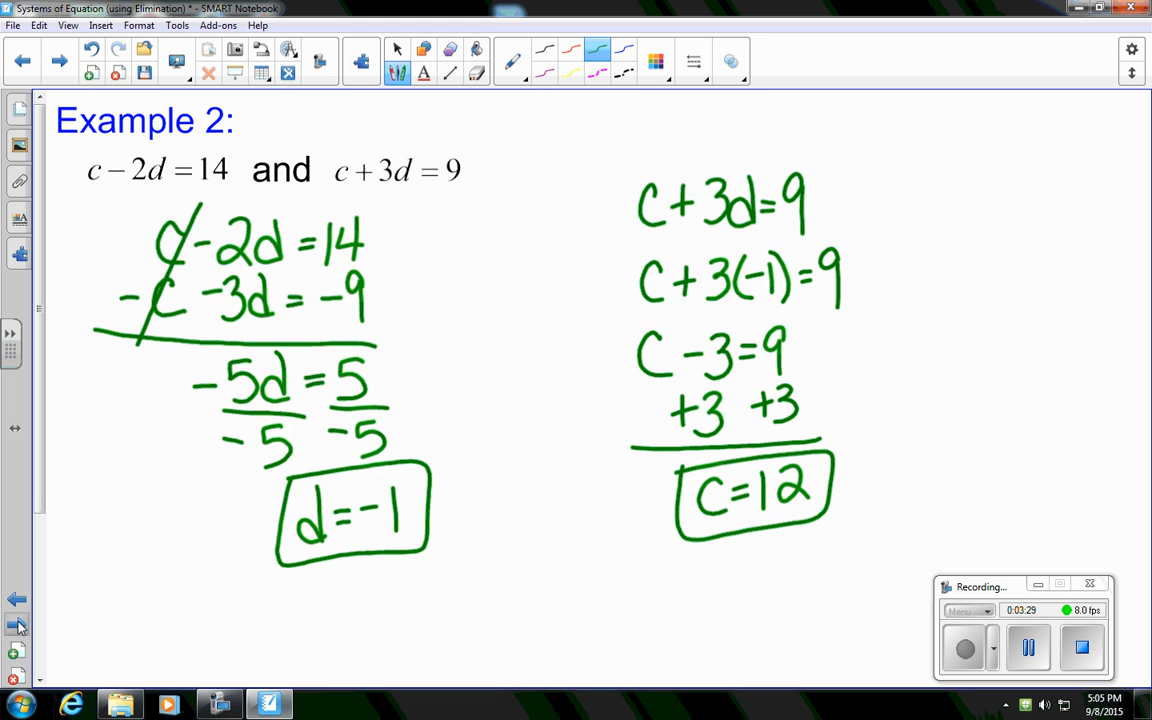 Systems of Equation (using Elimination) * - SMART Notebook
File Edit View Insert Format Tools Add-ons Help
Example 2:
c − 2d = 14 and c + 3d = 9
c - 2d = 14
- c - 3d = -9
-5d = 5
-5 -5
d = -1
c + 3d = 9
c + 3(-1) = 9
c - 3 = 9
+3 +3
c = 12
Recording...
Menu 0:03:29 8.0 fps
5:05 PM
9/8/2015